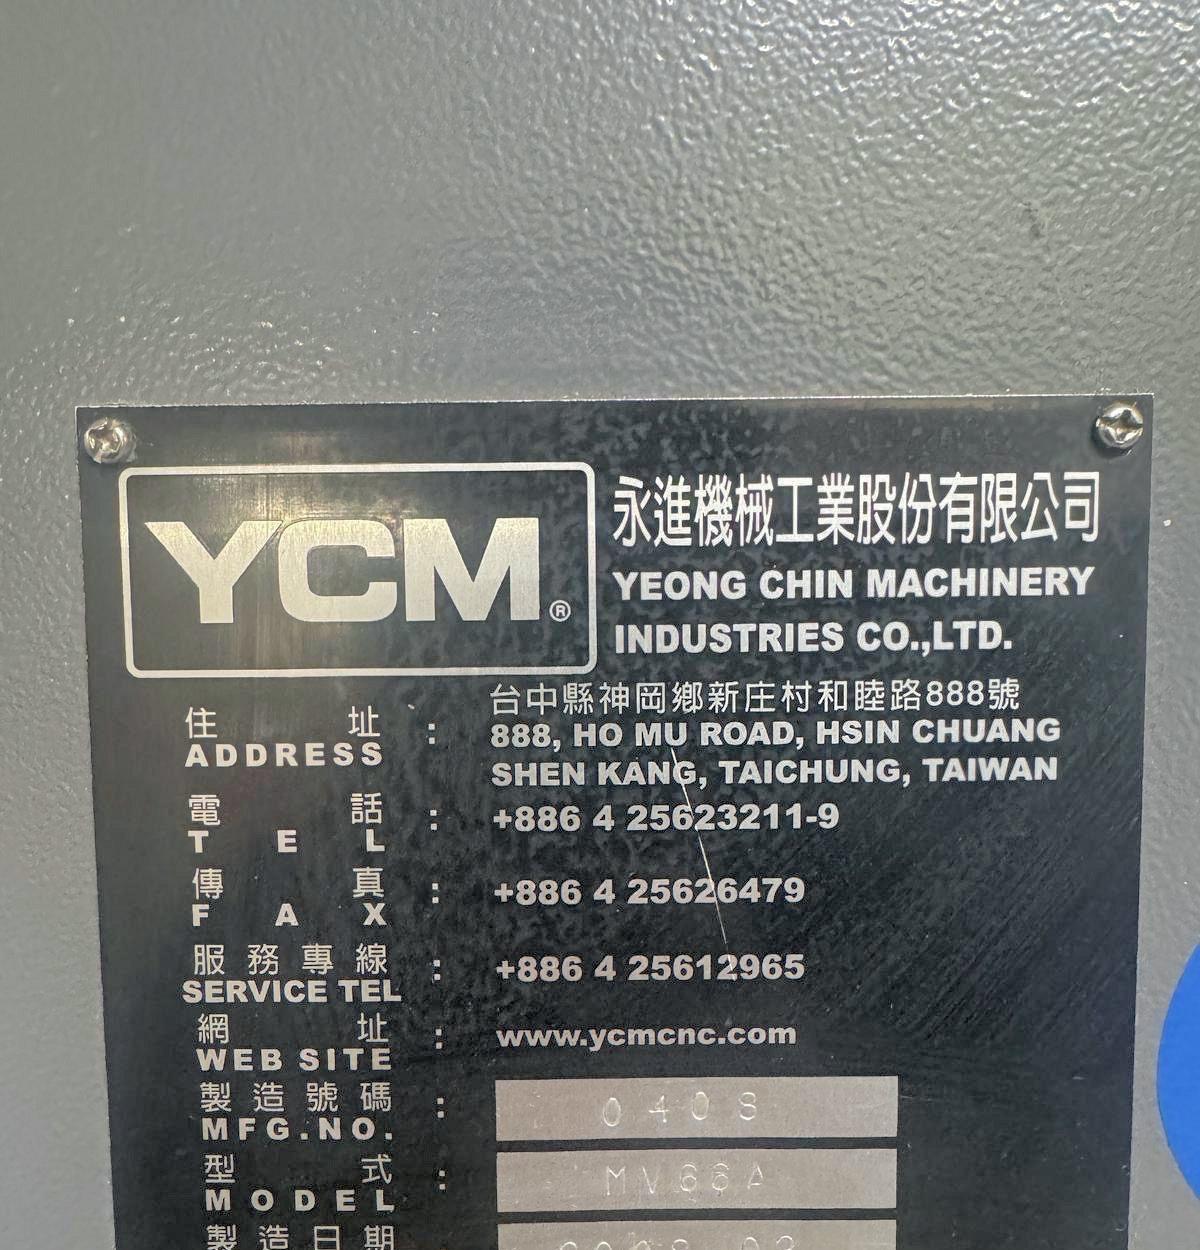 YCM®
永進機械工業股份有限公司
YEONG CHIN MACHINERY
INDUSTRIES CO.,LTD.
住址：台中縣神岡鄉新庄村和睦路888號
ADDRESS 888, HO MU ROAD, HSIN CHUANG
SHEN KANG, TAICHUNG, TAIWAN
電話：+886 4 25623211-9
TEL
傳真：+886 4 25626479
FAX
服務專線：+886 4 25612965
SERVICE TEL
網址：www.ycmcnc.com
WEB SITE
製造號碼：
MFG.NO.
型式：MV66A
MODEL
製造日期